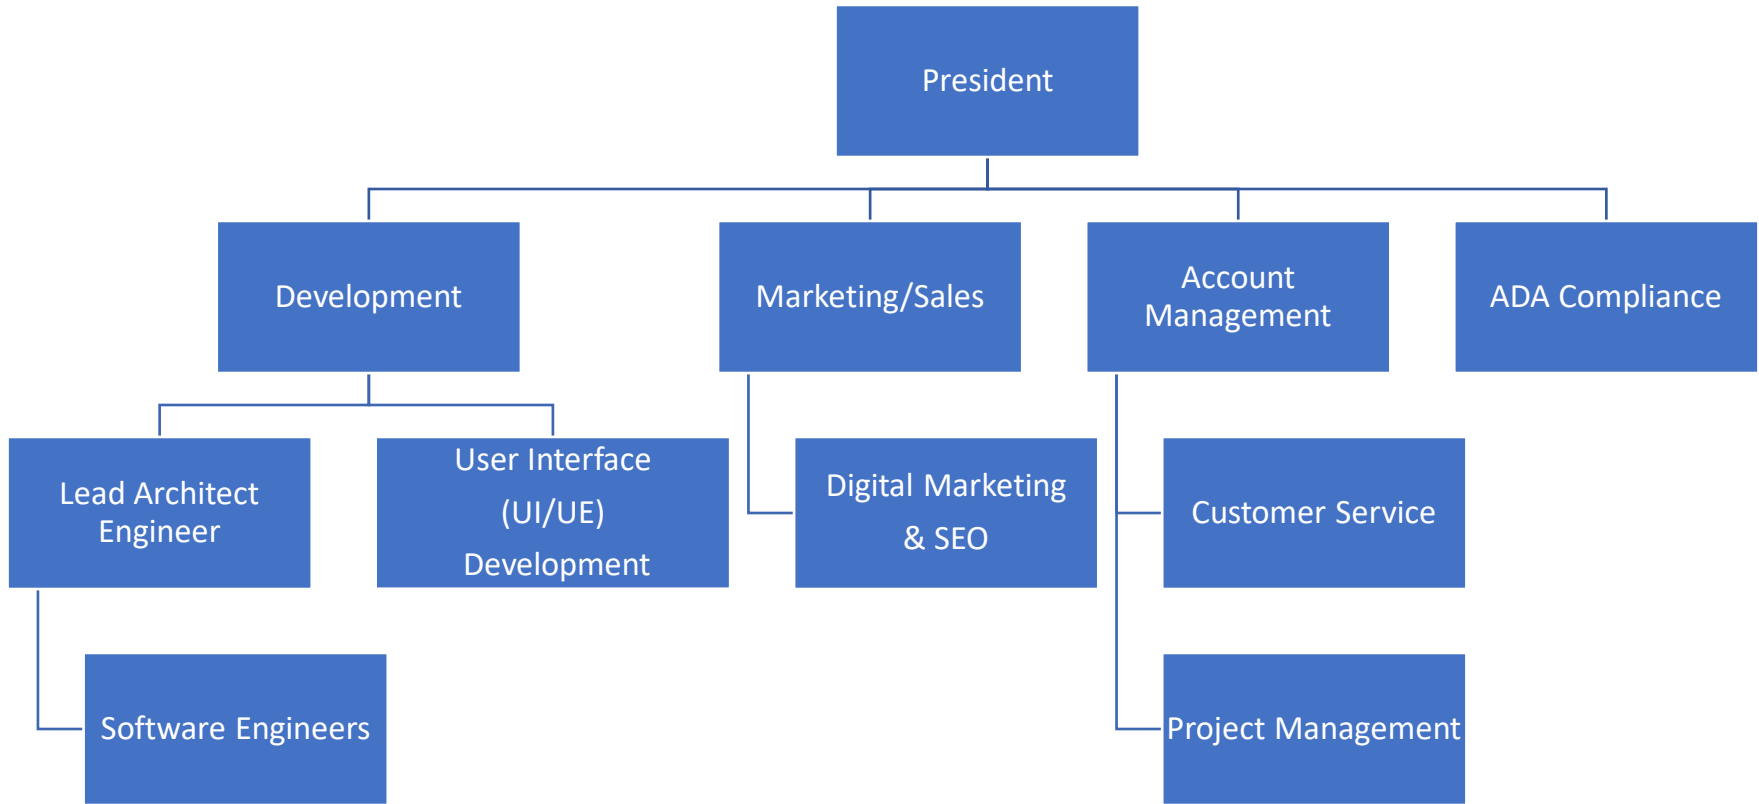 President
Development
Marketing/Sales
Account
Management
ADA Compliance
Lead Architect
Engineer
User Interface
(UI/UE)
Development
Digital Marketing
& SEO
Customer Service
Software Engineers
Project Management